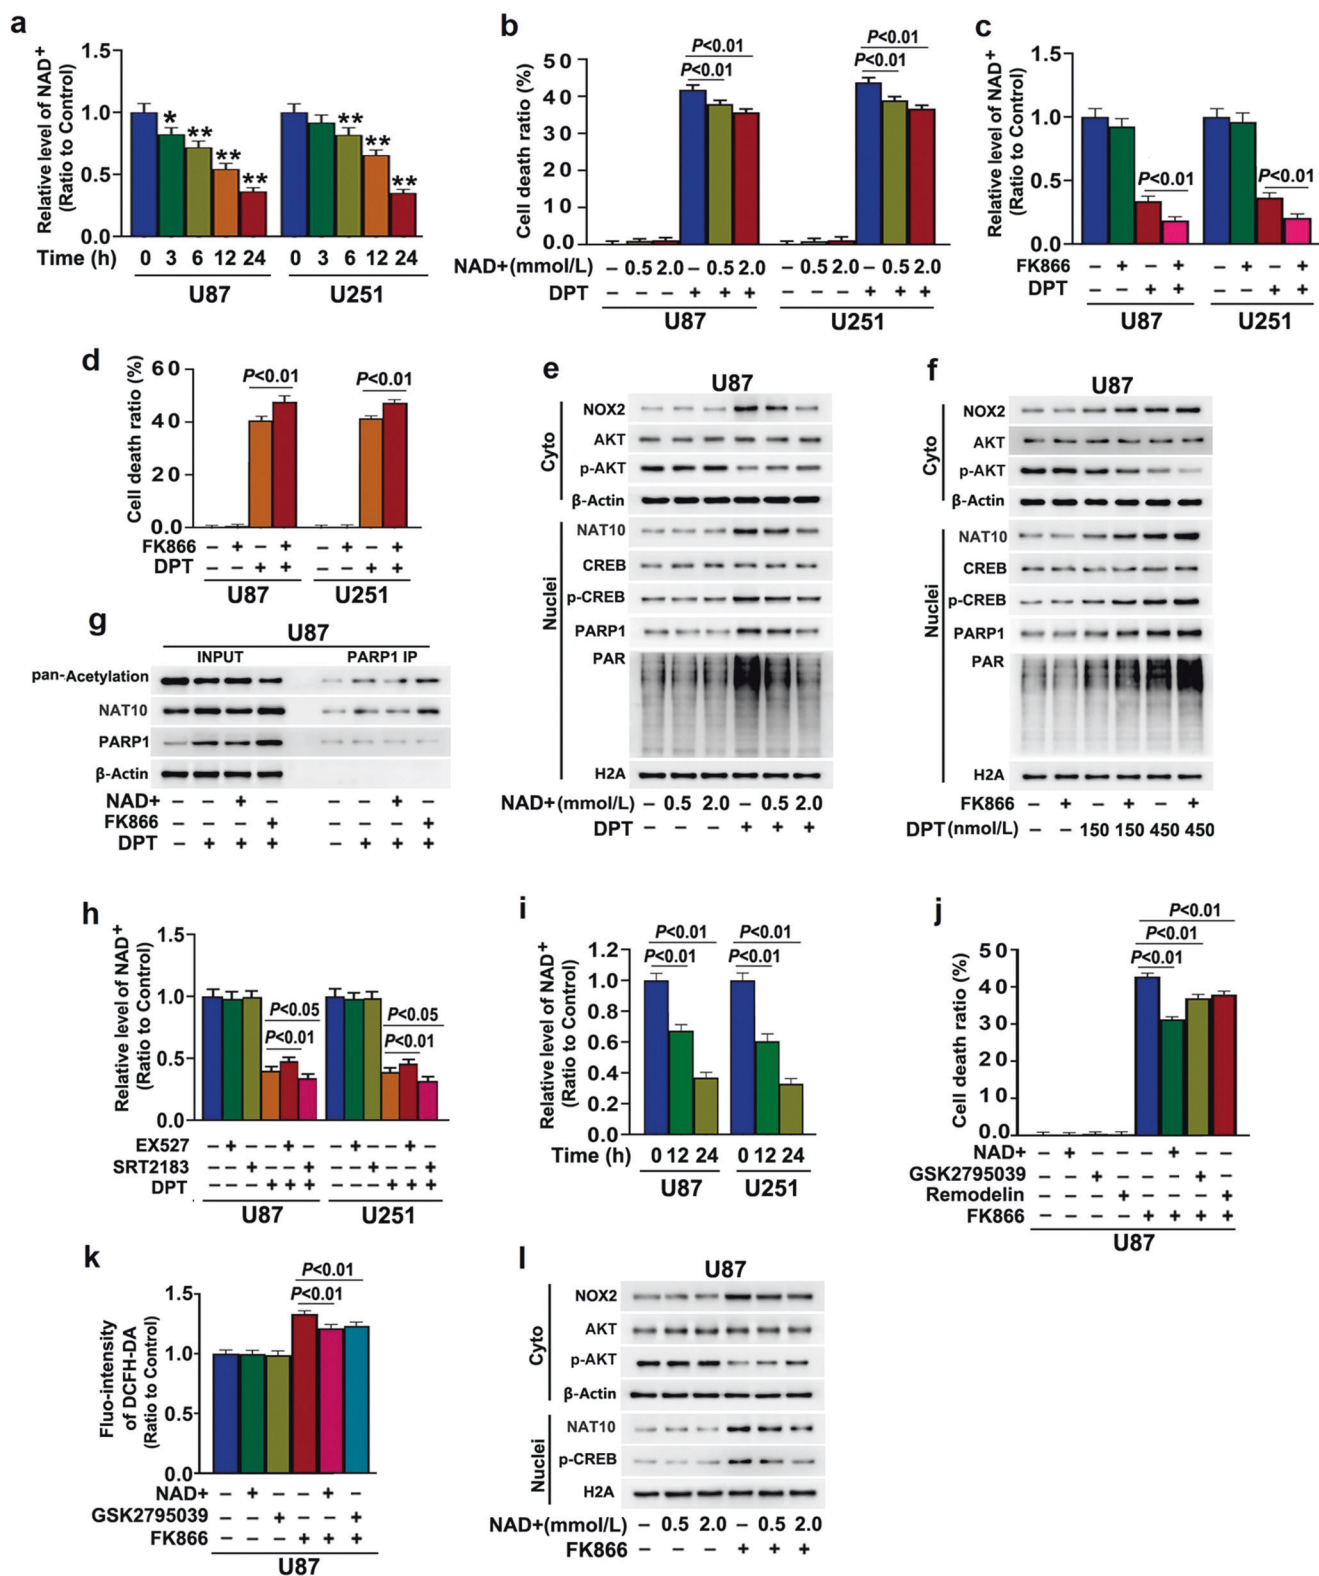 a
Relative level of NAD+
(Ratio to Control)
1.5
1.0
0.5
0.0
* ** ** **
** ** **
Time (h) 0 3 6 12 24 0 3 6 12 24
U87 U251
b
Cell death ratio (%)
50
40
30
20
10
0.0
P<0.01 P<0.01
P<0.01 P<0.01
NAD+(mmol/L) – 0.5 2.0 – 0.5 2.0 – 0.5 2.0 – 0.5 2.0
DPT – – – + + + – – – + + +
U87 U251
c
Relative level of NAD+
(Ratio to Control)
1.5
1.0
0.5
0.0
P<0.01 P<0.01
FK866 – + – + – + – +
DPT – – + + – – + +
U87 U251
d
Cell death ratio (%)
60
40
20
0.0
P<0.01 P<0.01
FK866 – + – + – + – +
DPT – – + + – – + +
U87 U251
e
U87
Cyto
NOX2
AKT
p-AKT
β-Actin
Nuclei
NAT10
CREB
p-CREB
PARP1
PAR
H2A
NAD+(mmol/L) – 0.5 2.0 – 0.5 2.0
DPT – – – + + +
f
U87
Cyto
NOX2
AKT
p-AKT
β-Actin
Nuclei
NAT10
CREB
p-CREB
PARP1
PAR
H2A
FK866 – + – + – +
DPT(nmol/L) – – 150 150 450 450
g
U87
INPUT PARP1 IP
pan-Acetylation
NAT10
PARP1
β-Actin
NAD+ – – + – – – + –
FK866 – – – + – – – +
DPT – + + + – + + +
h
Relative level of NAD+
(Ratio to Control)
1.5
1.0
0.5
0.0
P<0.05 P<0.05
P<0.01 P<0.01
EX527 – + – – + – – + – – + –
SRT2183 – – + – – + – – + – – +
DPT – – – + + + – – – + + +
U87 U251
i
Relative level of NAD+
(Ratio to Control)
1.2
1.0
0.8
0.6
0.4
0.2
0.0
P<0.01 P<0.01
P<0.01 P<0.01
Time (h) 0 12 24 0 12 24
U87 U251
j
Cell death ratio (%)
50
40
30
20
10
0.0
P<0.01
P<0.01
P<0.01
NAD+ – + – – – + – –
GSK2795039 – – + – – – + –
Remodelin – – – + – – – +
FK866 – – – – + + + +
U87
k
Fluo-intensity
of DCFH-DA
(Ratio to Control)
1.5
1.0
0.5
0.0
P<0.01
P<0.01
NAD+ – + – – + –
GSK2795039 – – + – – +
FK866 – – – + + +
U87
l
U87
Cyto
NOX2
AKT
p-AKT
β-Actin
Nuclei
NAT10
p-CREB
H2A
NAD+(mmol/L) – 0.5 2.0 – 0.5 2.0
FK866 – – – + + +